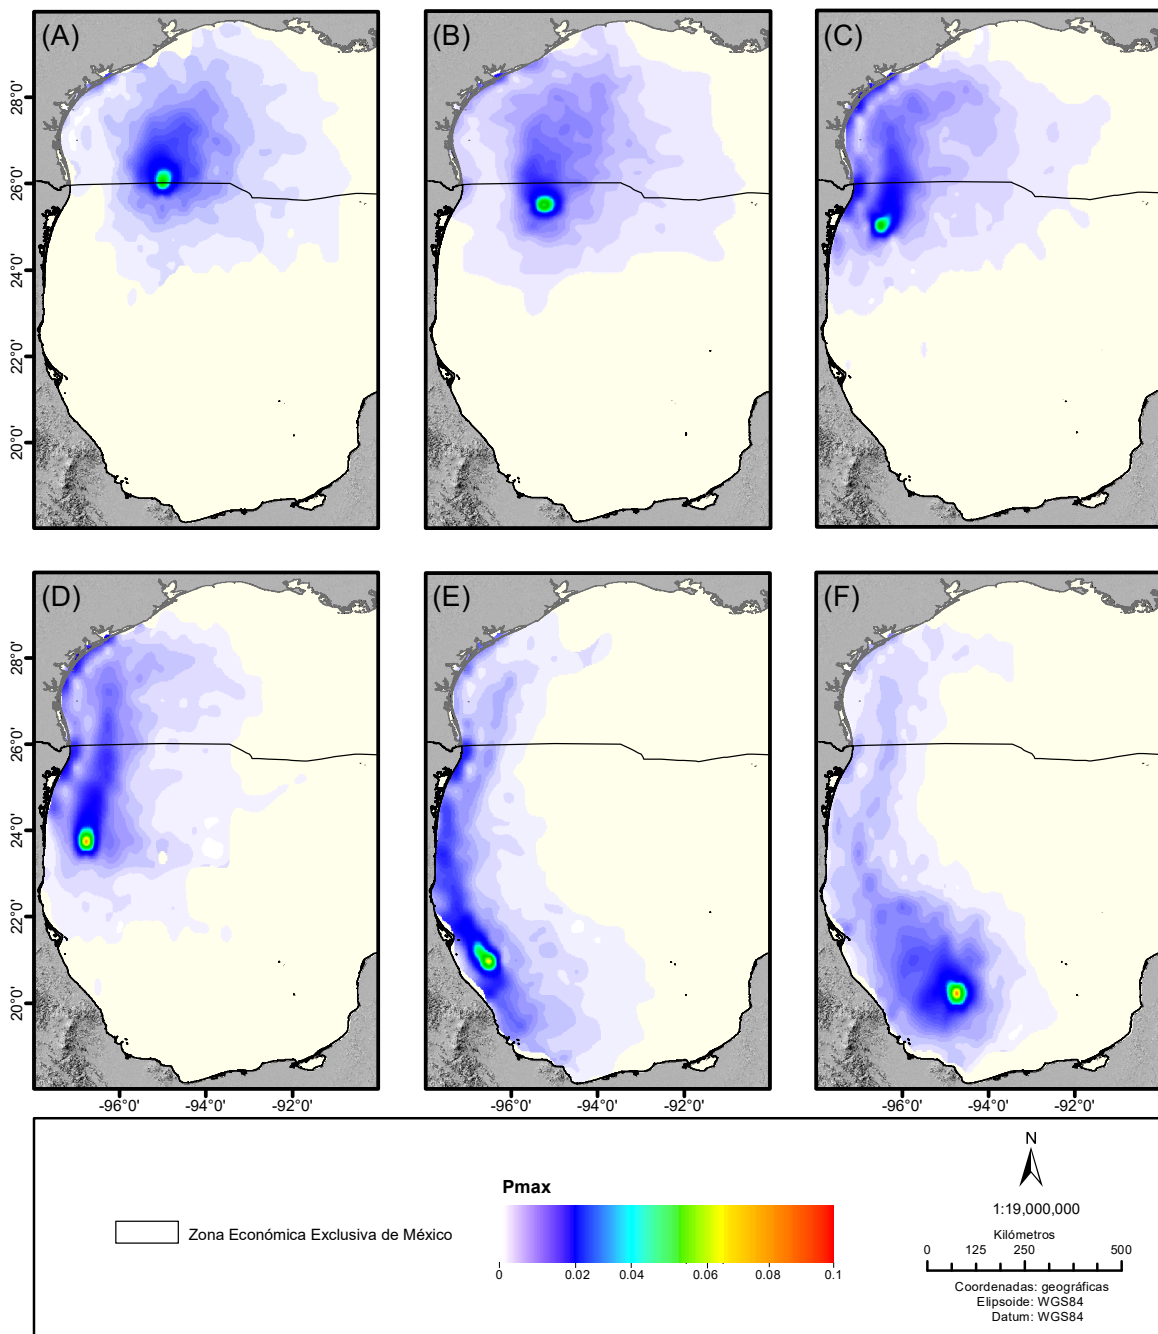 (A)
(B)
(C)
28°0'
26°0'
24°0'
22°0'
20°0'
(D)
(E)
(F)
28°0'
26°0'
24°0'
22°0'
20°0'
-96°0' -94°0' -92°0'
-96°0' -94°0' -92°0'
-96°0' -94°0' -92°0'
Zona Económica Exclusiva de México
Pmax
0 0.02 0.04 0.06 0.08 0.1
N
1:19,000,000
Kilómetros
0 125 250 500
Coordenadas: geográficas
Elipsoide: WGS84
Datum: WGS84